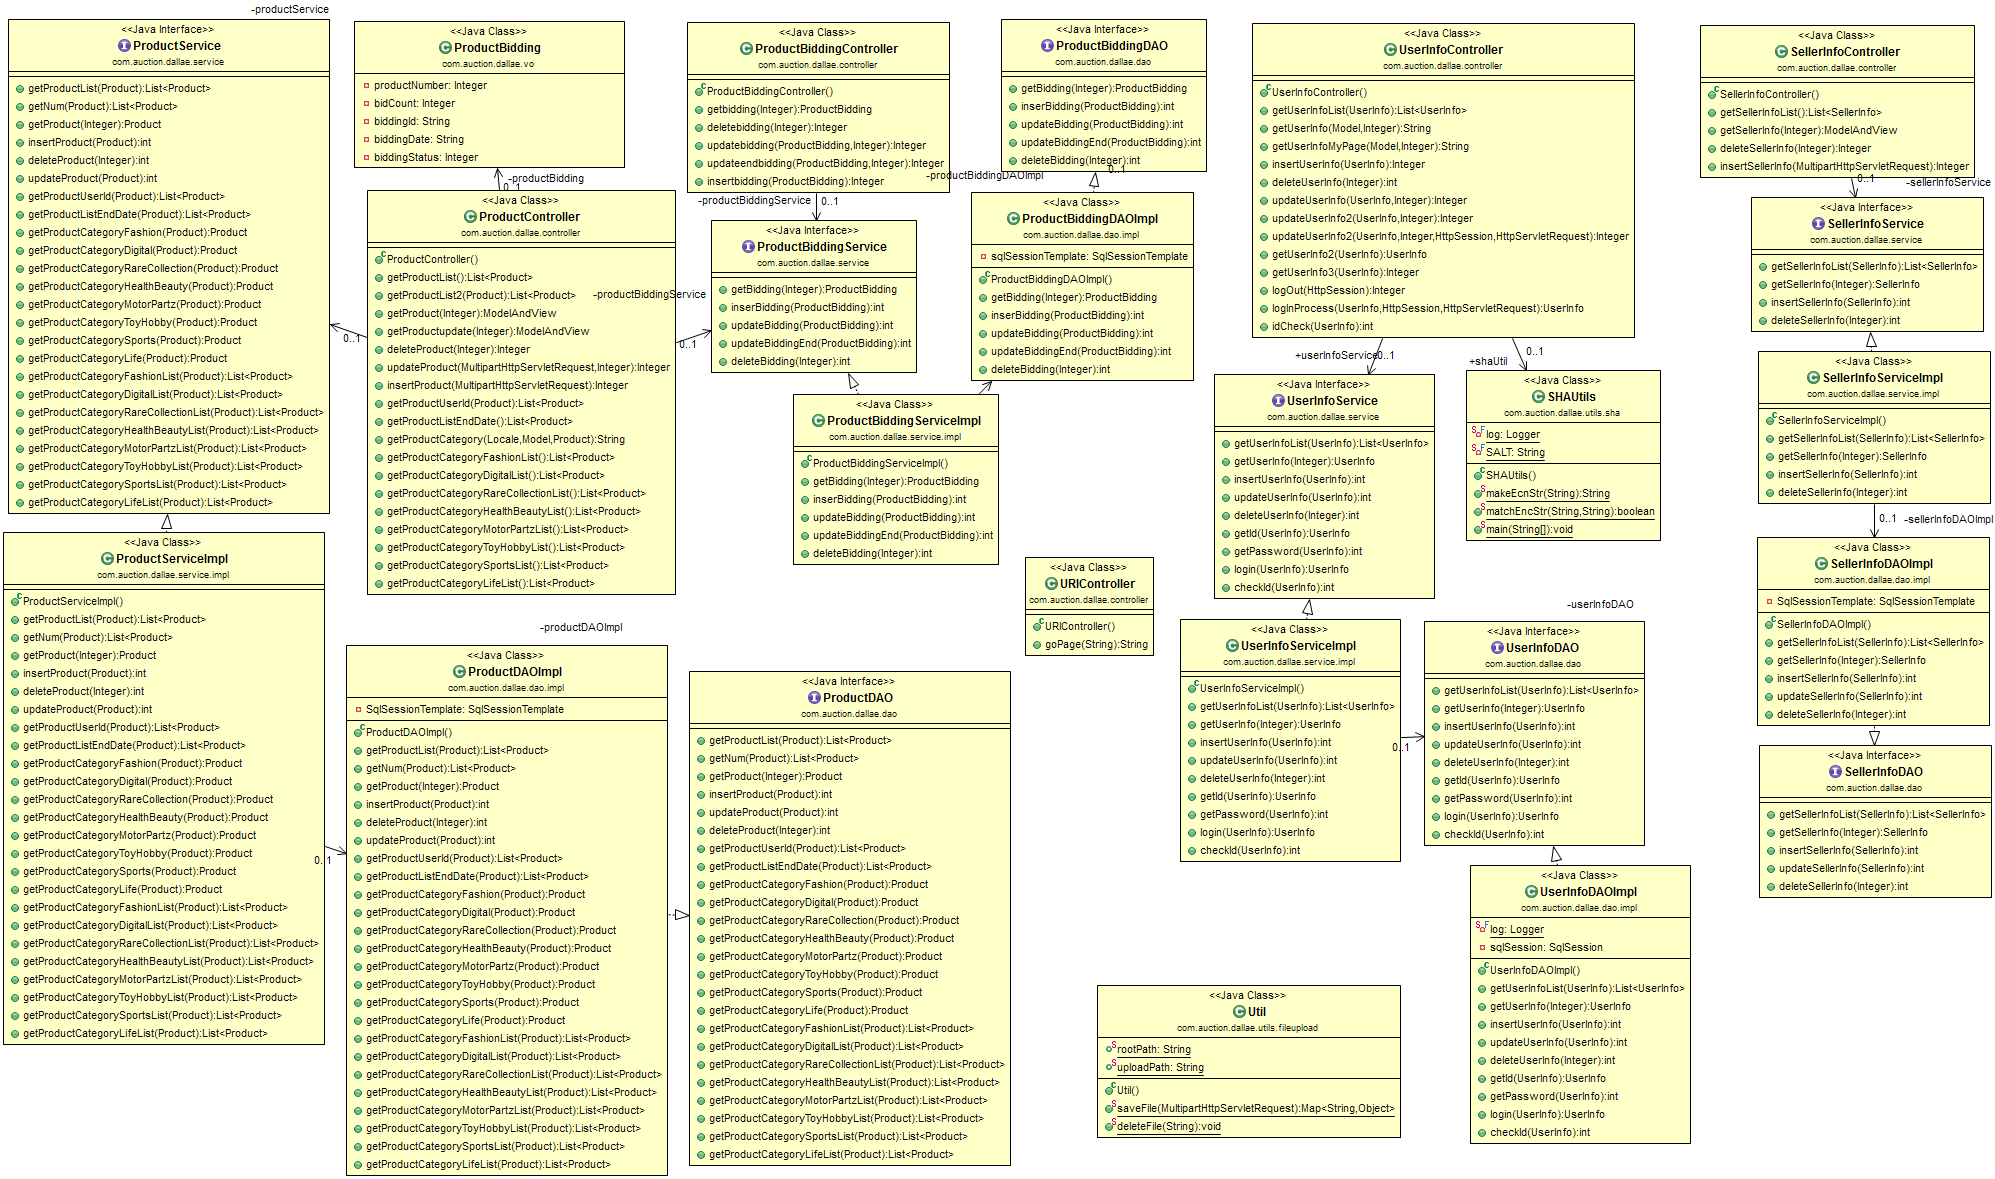 -productService
<<Java Interface>>
ProductService
com.auction.dallae.service
getProductList(Product):List<Product>
getNum(Product):List<Product>
getProduct(Integer):Product
insertProduct(Product):int
deleteProduct(Integer):int
updateProduct(Product):int
getProductUserId(Product):List<Product>
getProductListEndDate(Product):List<Product>
getProductCategoryFashion(Product):Product
getProductCategoryDigital(Product):Product
getProductCategoryRareCollection(Product):Product
getProductCategoryHealthBeauty(Product):Product
getProductCategoryMotorPartz(Product):Product
getProductCategoryToyHobby(Product):Product
getProductCategorySports(Product):Product
getProductCategoryLife(Product):Product
getProductCategoryFashionList(Product):List<Product>
getProductCategoryDigitalList(Product):List<Product>
getProductCategoryRareCollectionList(Product):List<Product>
getProductCategoryHealthBeautyList(Product):List<Product>
getProductCategoryMotorPartzList(Product):List<Product>
getProductCategoryToyHobbyList(Product):List<Product>
getProductCategorySportsList(Product):List<Product>
getProductCategoryLifeList(Product):List<Product>
<<Java Class>>
ProductServiceImpl
com.auction.dallae.service.impl
ProductServiceImpl()
getProductList(Product):List<Product>
getNum(Product):List<Product>
getProduct(Integer):Product
insertProduct(Product):int
deleteProduct(Integer):int
updateProduct(Product):int
getProductUserId(Product):List<Product>
getProductListEndDate(Product):List<Product>
getProductCategoryFashion(Product):Product
getProductCategoryDigital(Product):Product
getProductCategoryRareCollection(Product):Product
getProductCategoryHealthBeauty(Product):Product
getProductCategoryMotorPartz(Product):Product
getProductCategoryToyHobby(Product):Product
getProductCategorySports(Product):Product
getProductCategoryLife(Product):Product
getProductCategoryFashionList(Product):List<Product>
getProductCategoryDigitalList(Product):List<Product>
getProductCategoryRareCollectionList(Product):List<Product>
getProductCategoryHealthBeautyList(Product):List<Product>
getProductCategoryMotorPartzList(Product):List<Product>
getProductCategoryToyHobbyList(Product):List<Product>
getProductCategorySportsList(Product):List<Product>
getProductCategoryLifeList(Product):List<Product>
0..1
<<Java Class>>
ProductBidding
com.auction.dallae.vo
productNumber: Integer
bidCount: Integer
biddingId: String
biddingDate: String
biddingStatus: Integer
-productBidding
0..1
<<Java Class>>
ProductController
com.auction.dallae.controller
ProductController()
getProductList():List<Product>
getProductList2(Product):List<Product>
getProduct(Integer):ModelAndView
getProductupdate(Integer):ModelAndView
deleteProduct(Integer):Integer
updateProduct(MultipartHttpServletRequest,Integer):Integer
insertProduct(MultipartHttpServletRequest):Integer
getProductUserId(Product):List<Product>
getProductListEndDate():List<Product>
getProductCategory(Locale,Model,Product):String
getProductCategoryFashionList():List<Product>
getProductCategoryDigitalList():List<Product>
getProductCategoryRareCollectionList():List<Product>
getProductCategoryHealthBeautyList():List<Product>
getProductCategoryMotorPartzList():List<Product>
getProductCategoryToyHobbyList():List<Product>
getProductCategorySportsList():List<Product>
getProductCategoryLifeList():List<Product>
0..1
-productBiddingService
0..1
-productDAOImpl
<<Java Class>>
ProductDAOImpl
com.auction.dallae.dao.impl
SqlSessionTemplate: SqlSessionTemplate
ProductDAOImpl()
getProductList(Product):List<Product>
getNum(Product):List<Product>
getProduct(Integer):Product
insertProduct(Product):int
deleteProduct(Integer):int
updateProduct(Product):int
getProductUserId(Product):List<Product>
getProductListEndDate(Product):List<Product>
getProductCategoryFashion(Product):Product
getProductCategoryDigital(Product):Product
getProductCategoryRareCollection(Product):Product
getProductCategoryHealthBeauty(Product):Product
getProductCategoryMotorPartz(Product):Product
getProductCategoryToyHobby(Product):Product
getProductCategorySports(Product):Product
getProductCategoryLife(Product):Product
getProductCategoryFashionList(Product):List<Product>
getProductCategoryDigitalList(Product):List<Product>
getProductCategoryRareCollectionList(Product):List<Product>
getProductCategoryHealthBeautyList(Product):List<Product>
getProductCategoryMotorPartzList(Product):List<Product>
getProductCategoryToyHobbyList(Product):List<Product>
getProductCategorySportsList(Product):List<Product>
getProductCategoryLifeList(Product):List<Product>
<<Java Class>>
ProductBiddingController
com.auction.dallae.controller
ProductBiddingController()
getbidding(Integer):ProductBidding
deletebidding(Integer):Integer
updatebidding(ProductBidding,Integer):Integer
updateendbidding(ProductBidding,Integer):Integer
insertbidding(ProductBidding):Integer
-productBiddingService
0..1
<<Java Interface>>
ProductBiddingService
com.auction.dallae.service
getBidding(Integer):ProductBidding
inserBidding(ProductBidding):int
updateBidding(ProductBidding):int
updateBiddingEnd(ProductBidding):int
deleteBidding(Integer):int
<<Java Class>>
ProductBiddingServiceImpl
com.auction.dallae.service.impl
ProductBiddingServiceImpl()
getBidding(Integer):ProductBidding
inserBidding(ProductBidding):int
updateBidding(ProductBidding):int
updateBiddingEnd(ProductBidding):int
deleteBidding(Integer):int
<<Java Interface>>
ProductDAO
com.auction.dallae.dao
getProductList(Product):List<Product>
getNum(Product):List<Product>
getProduct(Integer):Product
insertProduct(Product):int
updateProduct(Product):int
deleteProduct(Integer):int
getProductUserId(Product):List<Product>
getProductListEndDate(Product):List<Product>
getProductCategoryFashion(Product):Product
getProductCategoryDigital(Product):Product
getProductCategoryRareCollection(Product):Product
getProductCategoryHealthBeauty(Product):Product
getProductCategoryMotorPartz(Product):Product
getProductCategoryToyHobby(Product):Product
getProductCategorySports(Product):Product
getProductCategoryLife(Product):Product
getProductCategoryFashionList(Product):List<Product>
getProductCategoryDigitalList(Product):List<Product>
getProductCategoryRareCollectionList(Product):List<Product>
getProductCategoryHealthBeautyList(Product):List<Product>
getProductCategoryMotorPartzList(Product):List<Product>
getProductCategoryToyHobbyList(Product):List<Product>
getProductCategorySportsList(Product):List<Product>
getProductCategoryLifeList(Product):List<Product>
<<Java Interface>>
ProductBiddingDAO
com.auction.dallae.dao
getBidding(Integer):ProductBidding
inserBidding(ProductBidding):int
updateBidding(ProductBidding):int
updateBiddingEnd(ProductBidding):int
deleteBidding(Integer):int
0..1
-productBiddingDAOImpl
<<Java Class>>
ProductBiddingDAOImpl
com.auction.dallae.dao.impl
sqlSessionTemplate: SqlSessionTemplate
ProductBiddingDAOImpl()
getBidding(Integer):ProductBidding
inserBidding(ProductBidding):int
updateBidding(ProductBidding):int
updateBiddingEnd(ProductBidding):int
deleteBidding(Integer):int
<<Java Class>>
URIController
com.auction.dallae.controller
URIController()
goPage(String):String
<<Java Class>>
Util
com.auction.dallae.utils.fileupload
rootPath: String
uploadPath: String
Util()
saveFile(MultipartHttpServletRequest):Map<String,Object>
deleteFile(String):void
<<Java Class>>
UserInfoController
com.auction.dallae.controller
UserInfoController()
getUserInfoList(UserInfo):List<UserInfo>
getUserInfo(Model,Integer):String
getUserInfoMyPage(Model,Integer):String
insertUserInfo(UserInfo):Integer
deleteUserInfo(Integer):int
updateUserInfo(UserInfo,Integer):Integer
updateUserInfo2(UserInfo,Integer):Integer
updateUserInfo2(UserInfo,Integer,HttpSession,HttpServletRequest):Integer
getUserInfo2(UserInfo):UserInfo
getUserInfo3(UserInfo):Integer
logOut(HttpSession):Integer
logInProcess(UserInfo,HttpSession,HttpServletRequest):UserInfo
idCheck(UserInfo):int
+userInfoService
0..1
+shaUtil
0..1
<<Java Interface>>
UserInfoService
com.auction.dallae.service
getUserInfoList(UserInfo):List<UserInfo>
getUserInfo(Integer):UserInfo
insertUserInfo(UserInfo):int
updateUserInfo(UserInfo):int
deleteUserInfo(Integer):int
getId(UserInfo):UserInfo
getPassword(UserInfo):int
login(UserInfo):UserInfo
checkId(UserInfo):int
<<Java Class>>
SHAUtils
com.auction.dallae.utils.sha
log: Logger
SALT: String
SHAUtils()
makeEcnStr(String):String
matchEncStr(String,String):boolean
main(String[]):void
<<Java Class>>
UserInfoServiceImpl
com.auction.dallae.service.impl
UserInfoServiceImpl()
getUserInfoList(UserInfo):List<UserInfo>
getUserInfo(Integer):UserInfo
insertUserInfo(UserInfo):int
updateUserInfo(UserInfo):int
deleteUserInfo(Integer):int
getId(UserInfo):UserInfo
getPassword(UserInfo):int
login(UserInfo):UserInfo
checkId(UserInfo):int
0..1
-userInfoDAO
<<Java Interface>>
UserInfoDAO
com.auction.dallae.dao
getUserInfoList(UserInfo):List<UserInfo>
getUserInfo(Integer):UserInfo
insertUserInfo(UserInfo):int
updateUserInfo(UserInfo):int
deleteUserInfo(Integer):int
getId(UserInfo):UserInfo
getPassword(UserInfo):int
login(UserInfo):UserInfo
checkId(UserInfo):int
<<Java Class>>
UserInfoDAOImpl
com.auction.dallae.dao.impl
log: Logger
sqlSession: SqlSession
UserInfoDAOImpl()
getUserInfoList(UserInfo):List<UserInfo>
getUserInfo(Integer):UserInfo
insertUserInfo(UserInfo):int
updateUserInfo(UserInfo):int
deleteUserInfo(Integer):int
getId(UserInfo):UserInfo
getPassword(UserInfo):int
login(UserInfo):UserInfo
checkId(UserInfo):int
<<Java Class>>
SellerInfoController
com.auction.dallae.controller
SellerInfoController()
getSellerInfoList():List<SellerInfo>
getSellerInfo(Integer):ModelAndView
deleteSellerInfo(Integer):Integer
insertSellerInfo(MultipartHttpServletRequest):Integer
0..1
-sellerInfoService
<<Java Interface>>
SellerInfoService
com.auction.dallae.service
getSellerInfoList(SellerInfo):List<SellerInfo>
getSellerInfo(Integer):SellerInfo
insertSellerInfo(SellerInfo):int
deleteSellerInfo(Integer):int
<<Java Class>>
SellerInfoServiceImpl
com.auction.dallae.service.impl
SellerInfoServiceImpl()
getSellerInfoList(SellerInfo):List<SellerInfo>
getSellerInfo(Integer):SellerInfo
insertSellerInfo(SellerInfo):int
deleteSellerInfo(Integer):int
0..1
-sellerInfoDAOImpl
<<Java Class>>
SellerInfoDAOImpl
com.auction.dallae.dao.impl
SqlSessionTemplate: SqlSessionTemplate
SellerInfoDAOImpl()
getSellerInfoList(SellerInfo):List<SellerInfo>
getSellerInfo(Integer):SellerInfo
insertSellerInfo(SellerInfo):int
updateSellerInfo(SellerInfo):int
deleteSellerInfo(Integer):int
<<Java Interface>>
SellerInfoDAO
com.auction.dallae.dao
getSellerInfoList(SellerInfo):List<SellerInfo>
getSellerInfo(Integer):SellerInfo
insertSellerInfo(SellerInfo):int
updateSellerInfo(SellerInfo):int
deleteSellerInfo(Integer):int